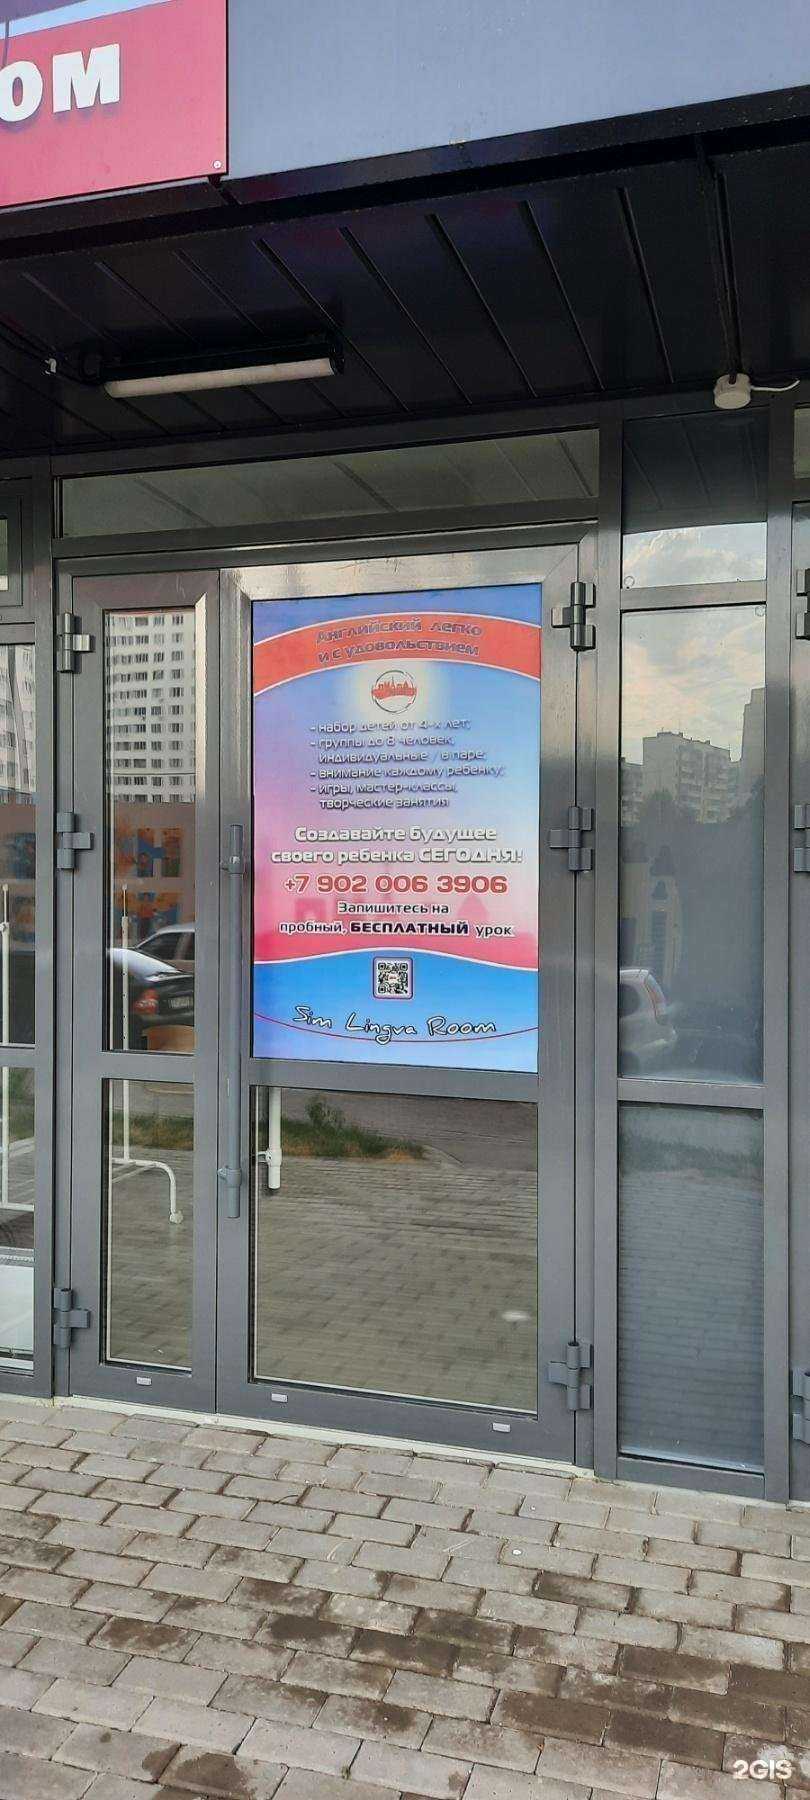 ом
Английский легко
и с удовольствием
- набор детей от 4-х лет;
- группы до 8 человек,
индивидуальные / в паре;
- внимание каждому ребенку;
- игры, мастер-классы,
творческие занятия
Создавайте будущее
своего ребенка СЕГОДНЯ!
+7 902 006 3906
Запишитесь на
пробный, БЕСПЛАТНЫЙ урок
Sim Lingva Room
2GIS